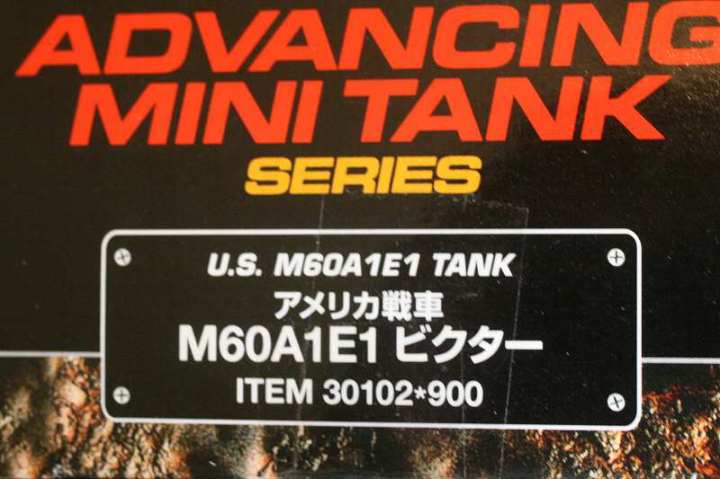 ADVANCING
MINI TANK
SERIES
U.S. M60A1E1 TANK
アメリカ戦車
M60A1E1 ビクター
ITEM 30102*900